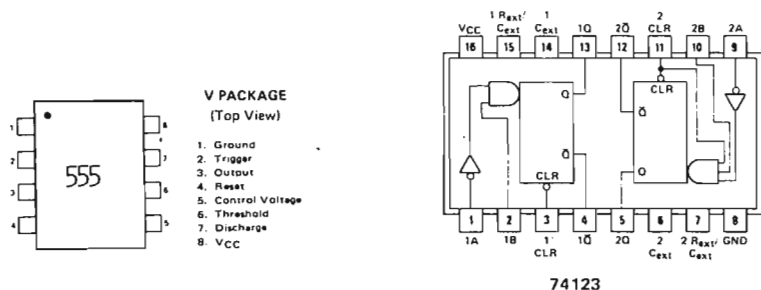 V PACKAGE
(Top View)
1. Ground
2. Trigger
3. Output
4. Reset
5. Control Voltage
6. Threshold
7. Discharge
8. VCC
555
1
2
3
4
8
7
6
5
1 Rext/ 1 2
VCC Cext Cext 1Q 2Q̅ CLR 2B 2A
16 15 14 13 12 11 10 9
CLR
Q
Q̅
Q̅
Q
CLR
1 2 3 4 5 6 7 8
1A 1B 1 1Q̅ 2Q 2 2 Rext/ GND
CLR Cext Cext
74123